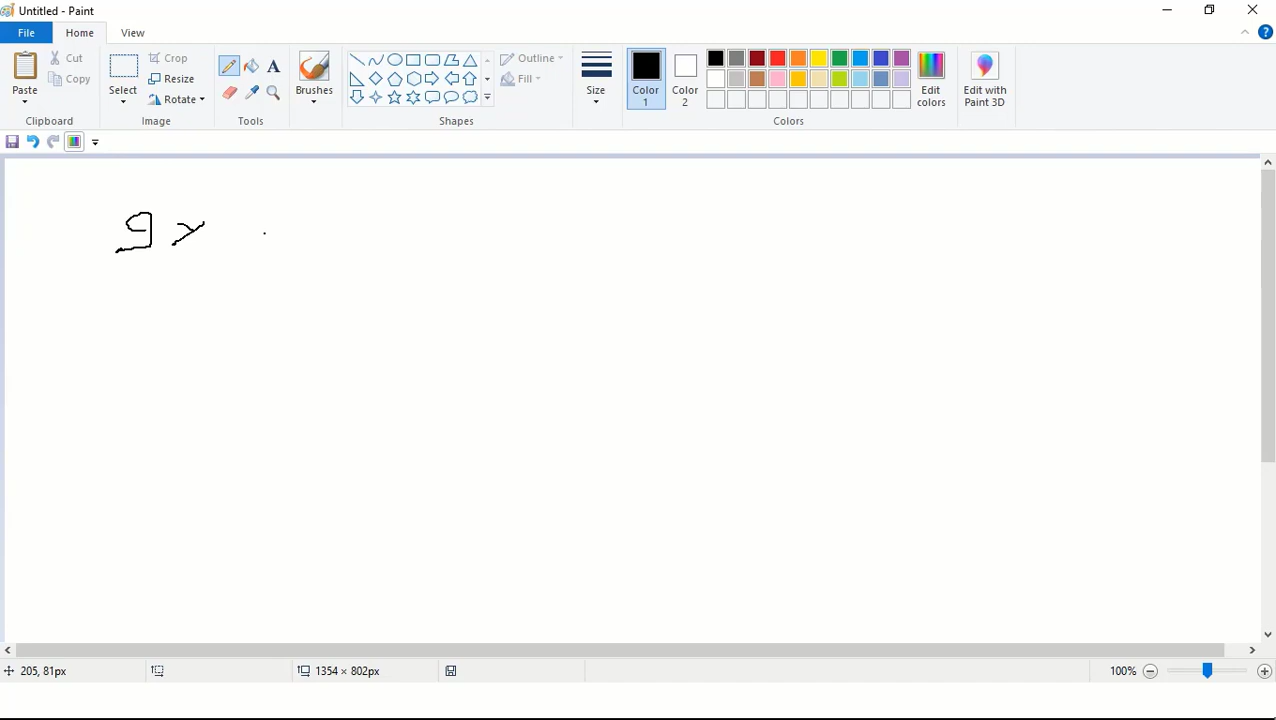 Untitled - Paint
File Home View
Cut
Copy
Paste
Clipboard
Crop
Resize
Rotate
Select
Image
Tools
Brushes
Shapes
Outline
Fill
Size
Color 1
Color 2
Colors
Edit colors
Edit with Paint 3D
9 y
205, 81px
1354 × 802px
100%